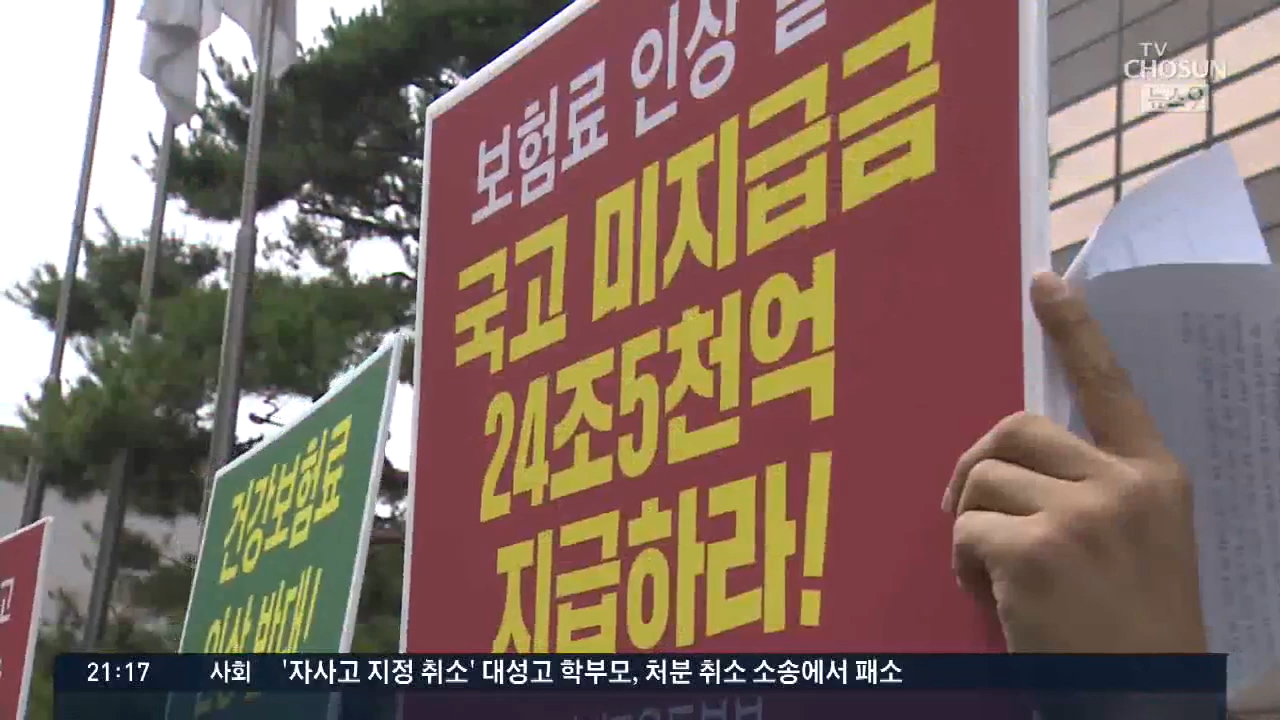 TV
CHOSUN
뉴스9
보험료 인상
국고 미지급금
24조5천억
지급하라!
건강보험료
인상 반대!
고
21:17 사회 '자사고 지정 취소' 대성고 학부모, 처분 취소 소송에서 패소